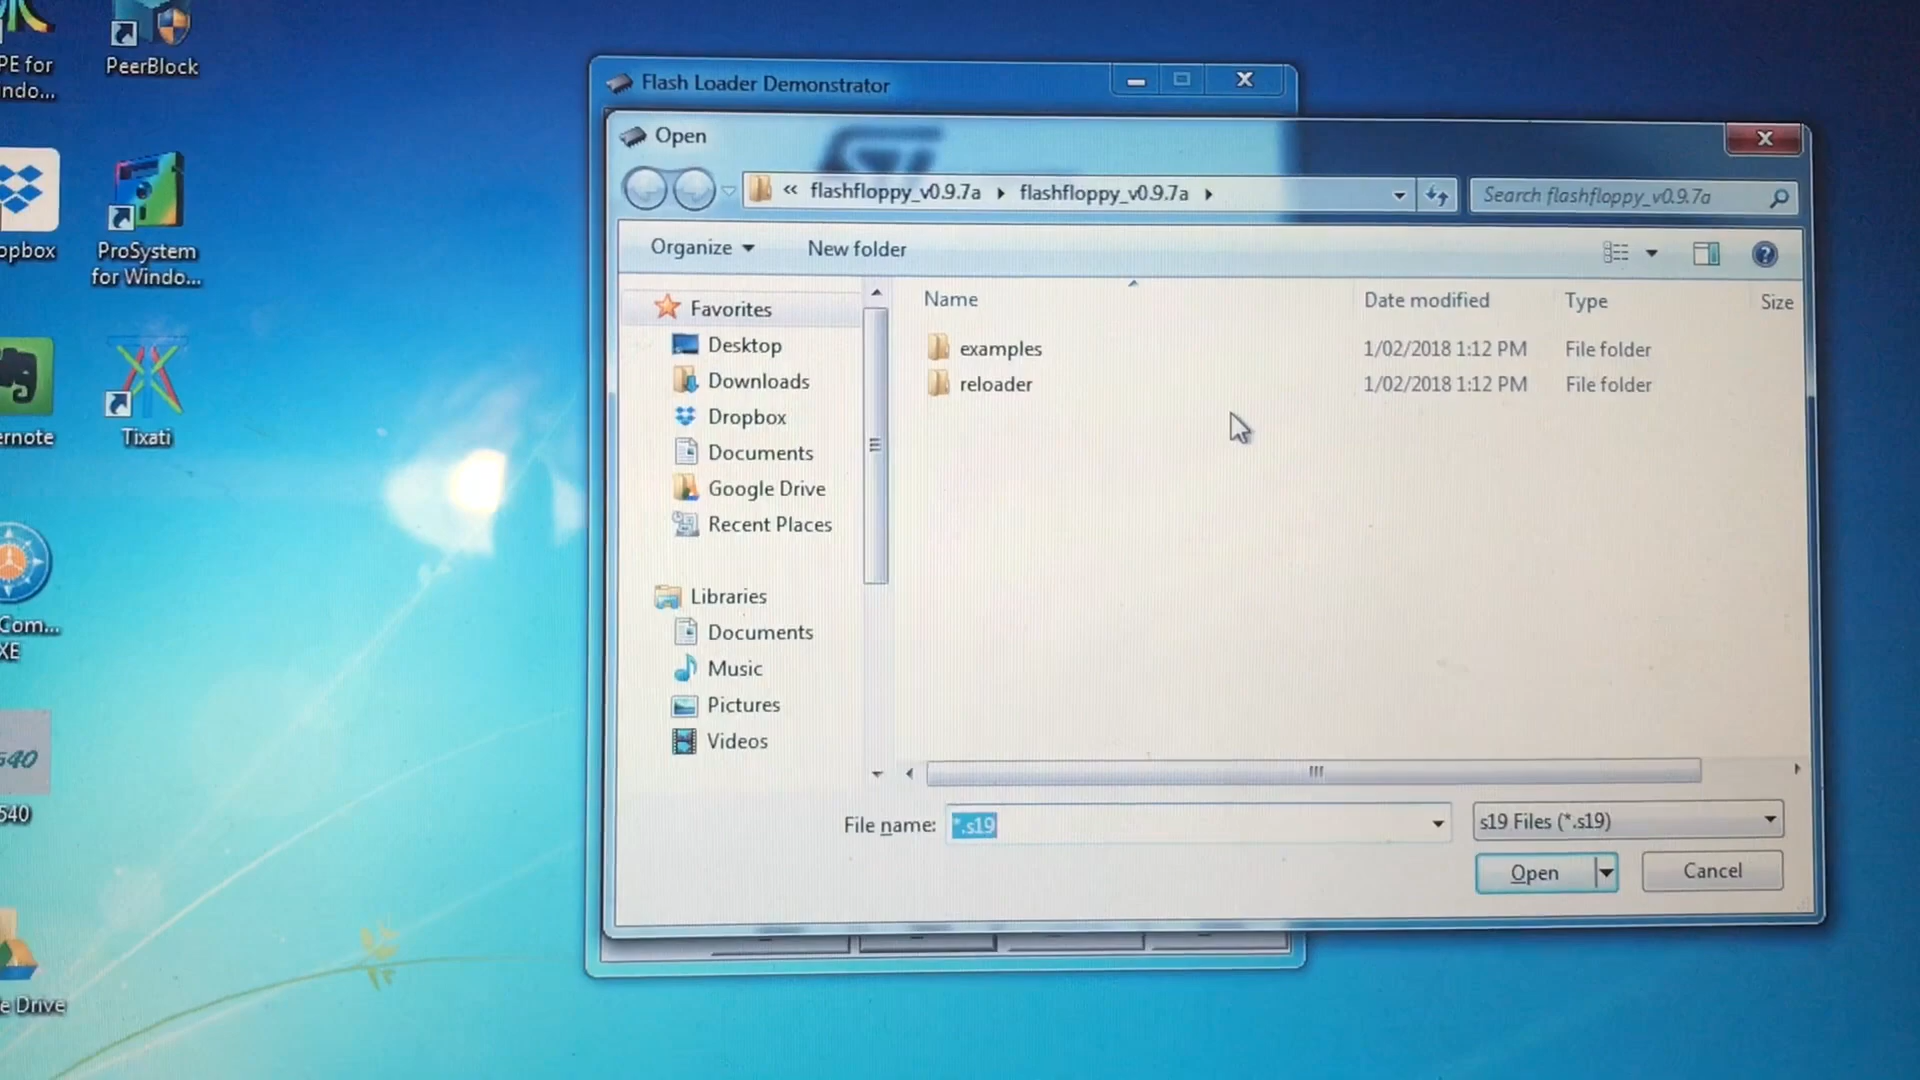 PE for
indo...
PeerBlock
opbox
ProSystem
for Windo...
ernote
Tixati
Com...
XE
540
540
e Drive
Flash Loader Demonstrator
Open
« flashfloppy_v0.9.7a ▸ flashfloppy_v0.9.7a ▸
Search flashfloppy_v0.9.7a
Organize
New folder
Name
Date modified
Type
Size
examples
1/02/2018 1:12 PM
File folder
reloader
1/02/2018 1:12 PM
File folder
Favorites
Desktop
Downloads
Dropbox
Documents
Google Drive
Recent Places
Libraries
Documents
Music
Pictures
Videos
File name:
*.s19
s19 Files (*.s19)
Open
Cancel